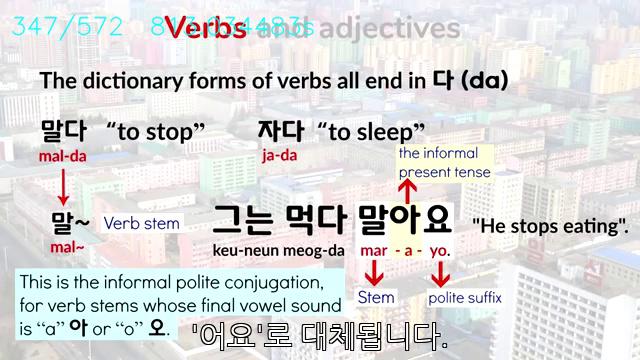 347/572 813.034483s
Verbs and adjectives
The dictionary forms of verbs all end in 다 (da)
말다 “to stop” 자다 “to sleep”
mal-da ja-da
the informal
present tense
말~ Verb stem 그는 먹다 말아요 "He stops eating".
mal~ keu-neun meog-da mar - a - yo.
Stem polite suffix
This is the informal polite conjugation,
for verb stems whose final vowel sound
is “a” 아 or “o” 오.
'어요'로 대체됩니다.